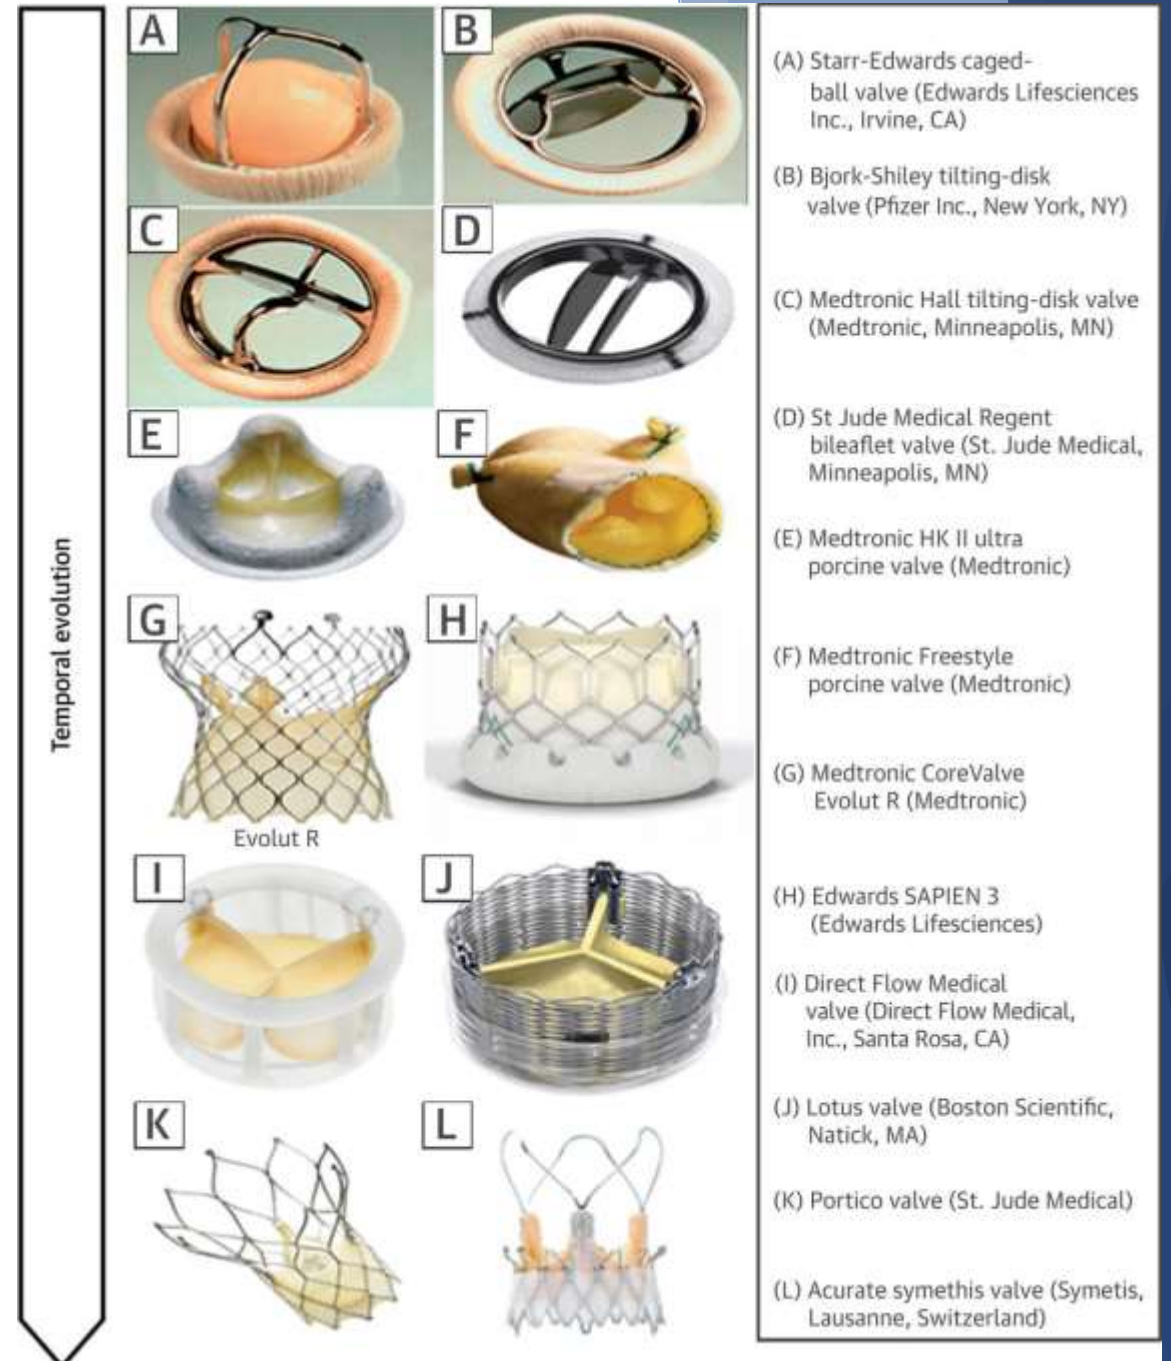 Temporal evolution
A
B
C
D
E
F
G
H
Evolut R
I
J
K
L
(A) Starr-Edwards caged-
ball valve (Edwards Lifesciences
Inc., Irvine, CA)
(B) Bjork-Shiley tilting-disk
valve (Pfizer Inc., New York, NY)
(C) Medtronic Hall tilting-disk valve
(Medtronic, Minneapolis, MN)
(D) St Jude Medical Regent
bileaflet valve (St. Jude Medical,
Minneapolis, MN)
(E) Medtronic HK II ultra
porcine valve (Medtronic)
(F) Medtronic Freestyle
porcine valve (Medtronic)
(G) Medtronic CoreValve
Evolut R (Medtronic)
(H) Edwards SAPIEN 3
(Edwards Lifesciences)
(I) Direct Flow Medical
valve (Direct Flow Medical,
Inc., Santa Rosa, CA)
(J) Lotus valve (Boston Scientific,
Natick, MA)
(K) Portico valve (St. Jude Medical)
(L) Acurate symethis valve (Symetis,
Lausanne, Switzerland)